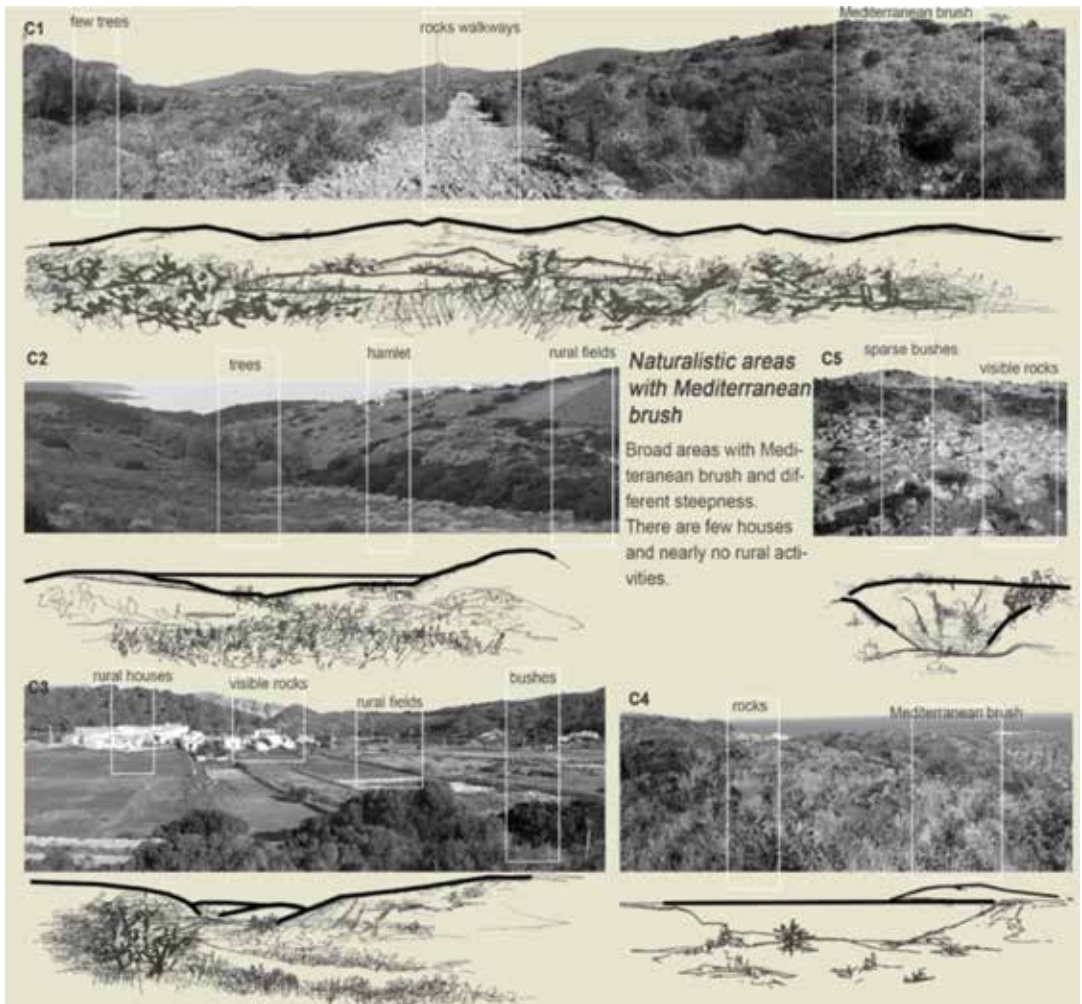 C1
few trees
rocks walkways
Mediterranean brush
C2
trees
hamlet
rural fields
Naturalistic areas
with Mediterranean
brush
Broad areas with Medi-
teranean brush and dif-
ferent steepness.
There are few houses
and nearly no rural acti-
vities.
C5
sparse bushes
visible rocks
C3
rural houses
visible rocks
rural fields
bushes
C4
rocks
Mediterranean brush